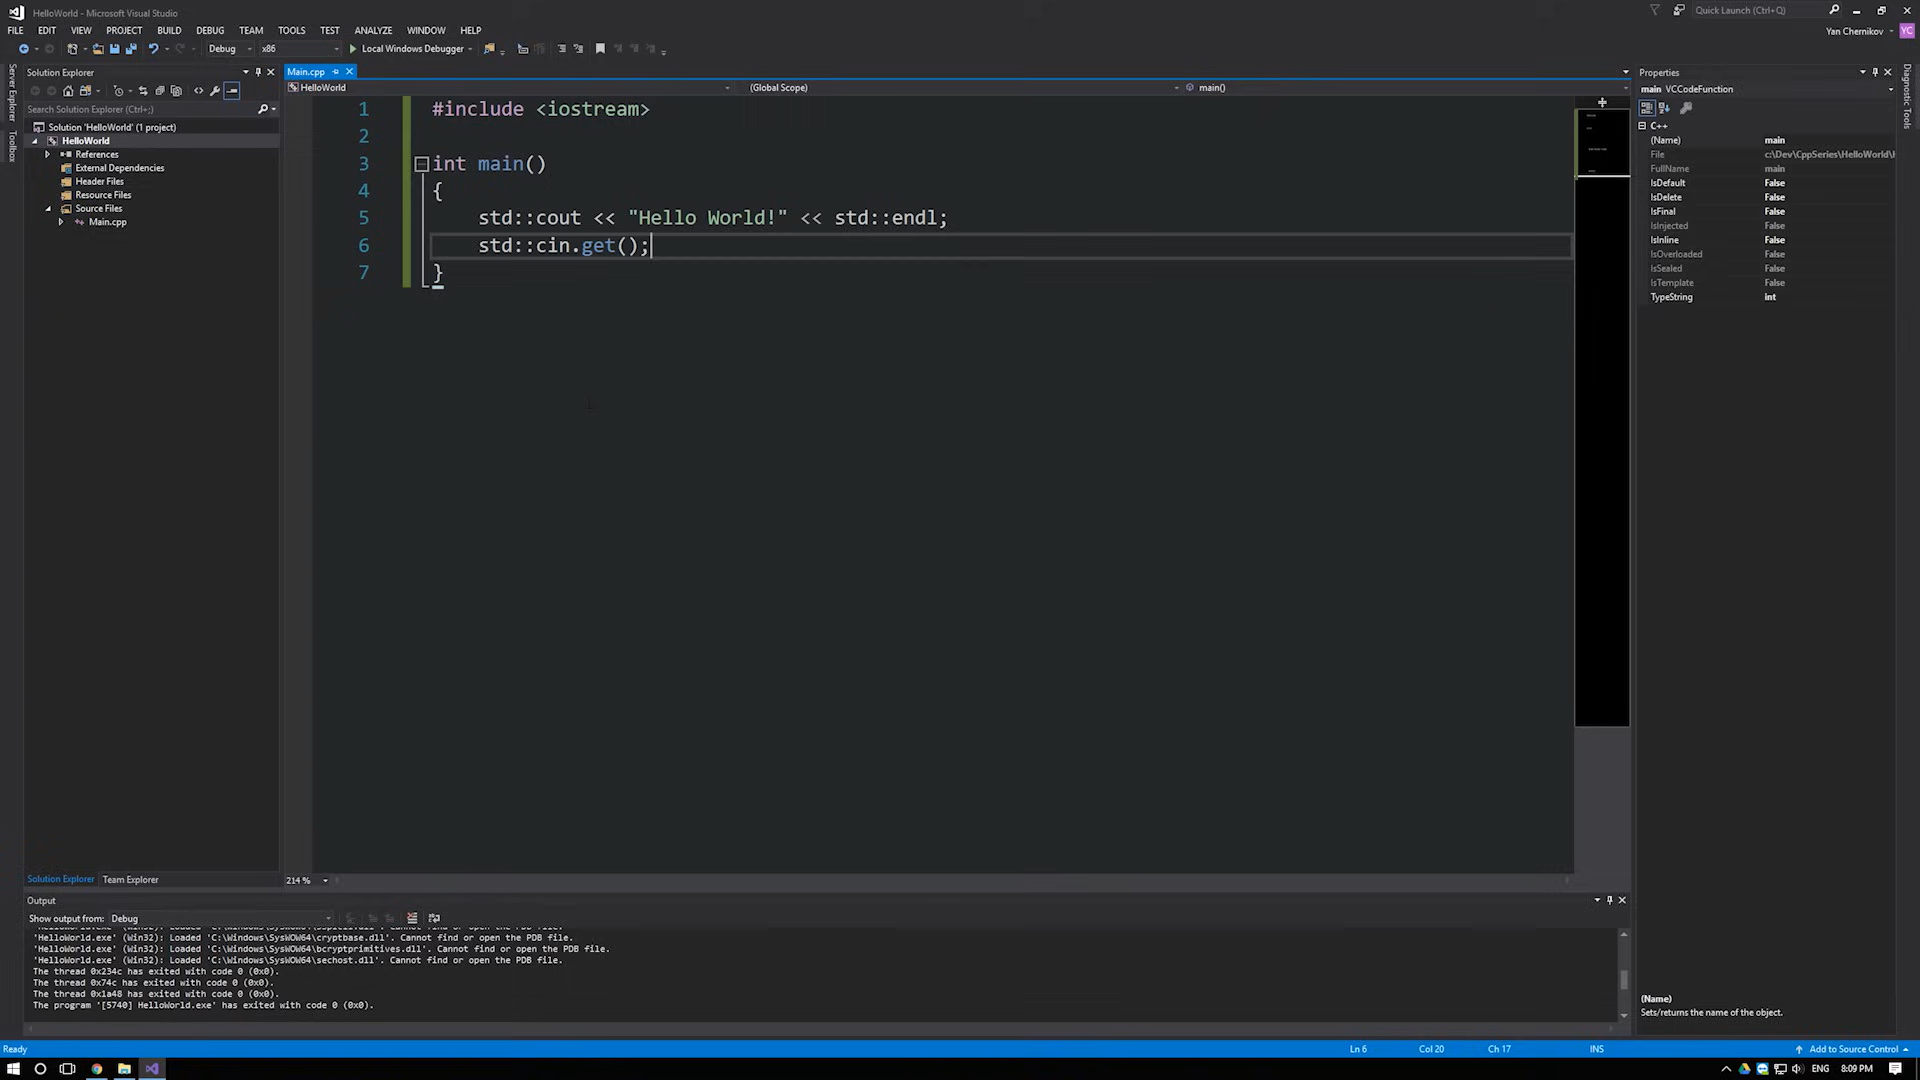 HelloWorld - Microsoft Visual Studio
Quick Launch (Ctrl+Q)
FILE EDIT VIEW PROJECT BUILD DEBUG TEAM TOOLS TEST ANALYZE WINDOW HELP
Yan Chernikov YC
Debug x86 Local Windows Debugger
Server Explorer
Toolbox
Solution Explorer
Search Solution Explorer (Ctrl+;)
Solution 'HelloWorld' (1 project)
HelloWorld
References
External Dependencies
Header Files
Resource Files
Source Files
Main.cpp
Solution Explorer Team Explorer
Main.cpp
HelloWorld (Global Scope) main()
1 #include <iostream>
2
3 int main()
4 {
5 std::cout << "Hello World!" << std::endl;
6 std::cin.get();
7 }
214 %
Properties
main VCCodeFunction
C++
(Name) main
File c:\Dev\CppSeries\HelloWorld\
FullName main
IsDefault False
IsDelete False
IsFinal False
IsInjected False
IsInline False
IsOverloaded False
IsSealed False
IsTemplate False
TypeString int
(Name)
Sets/returns the name of the object.
Diagnostic Tools
Output
Show output from: Debug
'HelloWorld.exe' (Win32): Loaded 'C:\Windows\SysWOW64\cryptbase.dll'. Cannot find or open the PDB file.
'HelloWorld.exe' (Win32): Loaded 'C:\Windows\SysWOW64\bcryptprimitives.dll'. Cannot find or open the PDB file.
'HelloWorld.exe' (Win32): Loaded 'C:\Windows\SysWOW64\sechost.dll'. Cannot find or open the PDB file.
The thread 0x234c has exited with code 0 (0x0).
The thread 0x74c has exited with code 0 (0x0).
The thread 0x1a48 has exited with code 0 (0x0).
The program '[5740] HelloWorld.exe' has exited with code 0 (0x0).
Ready Ln 6 Col 20 Ch 17 INS Add to Source Control
ENG 8:09 PM